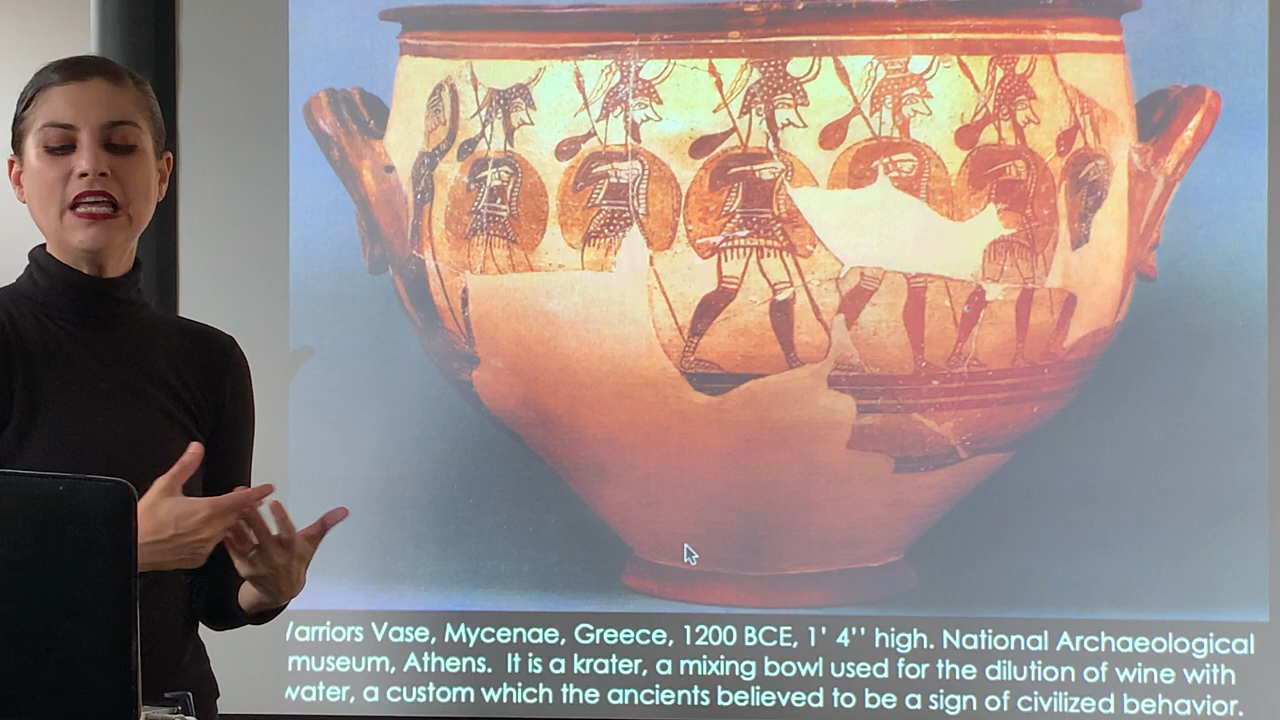 arriors Vase, Mycenae, Greece, 1200 BCE, 1' 4'' high. National Archaeological
museum, Athens. It is a krater, a mixing bowl used for the dilution of wine with
water, a custom which the ancients believed to be a sign of civilized behavior.